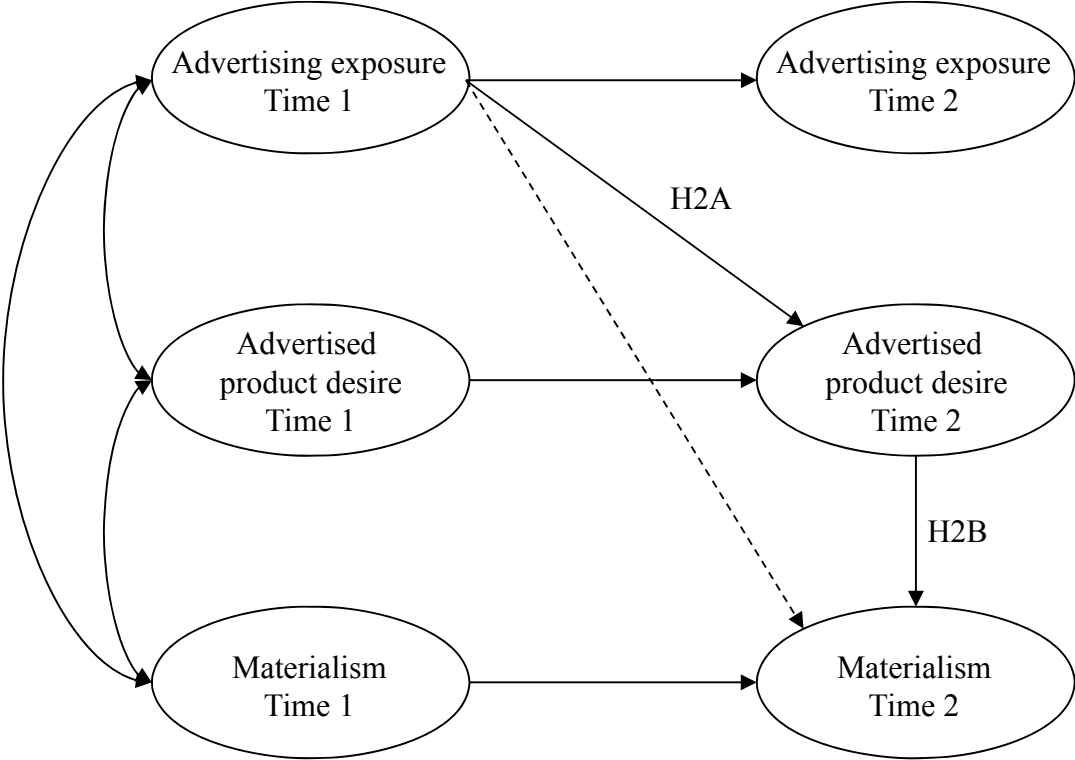 Advertising exposure
Time 1
Advertising exposure
Time 2
H2A
Advertised
product desire
Time 1
Advertised
product desire
Time 2
H2B
Materialism
Time 1
Materialism
Time 2